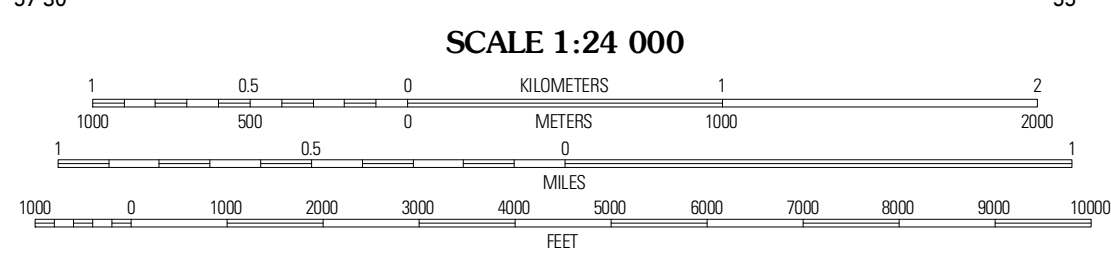 SCALE 1:24 000
1 0.5 0 KILOMETERS 1 2
1000 500 0 METERS 1000 2000
1 0.5 0 1
MILES
1000 0 1000 2000 3000 4000 5000 6000 7000 8000 9000 10000
FEET